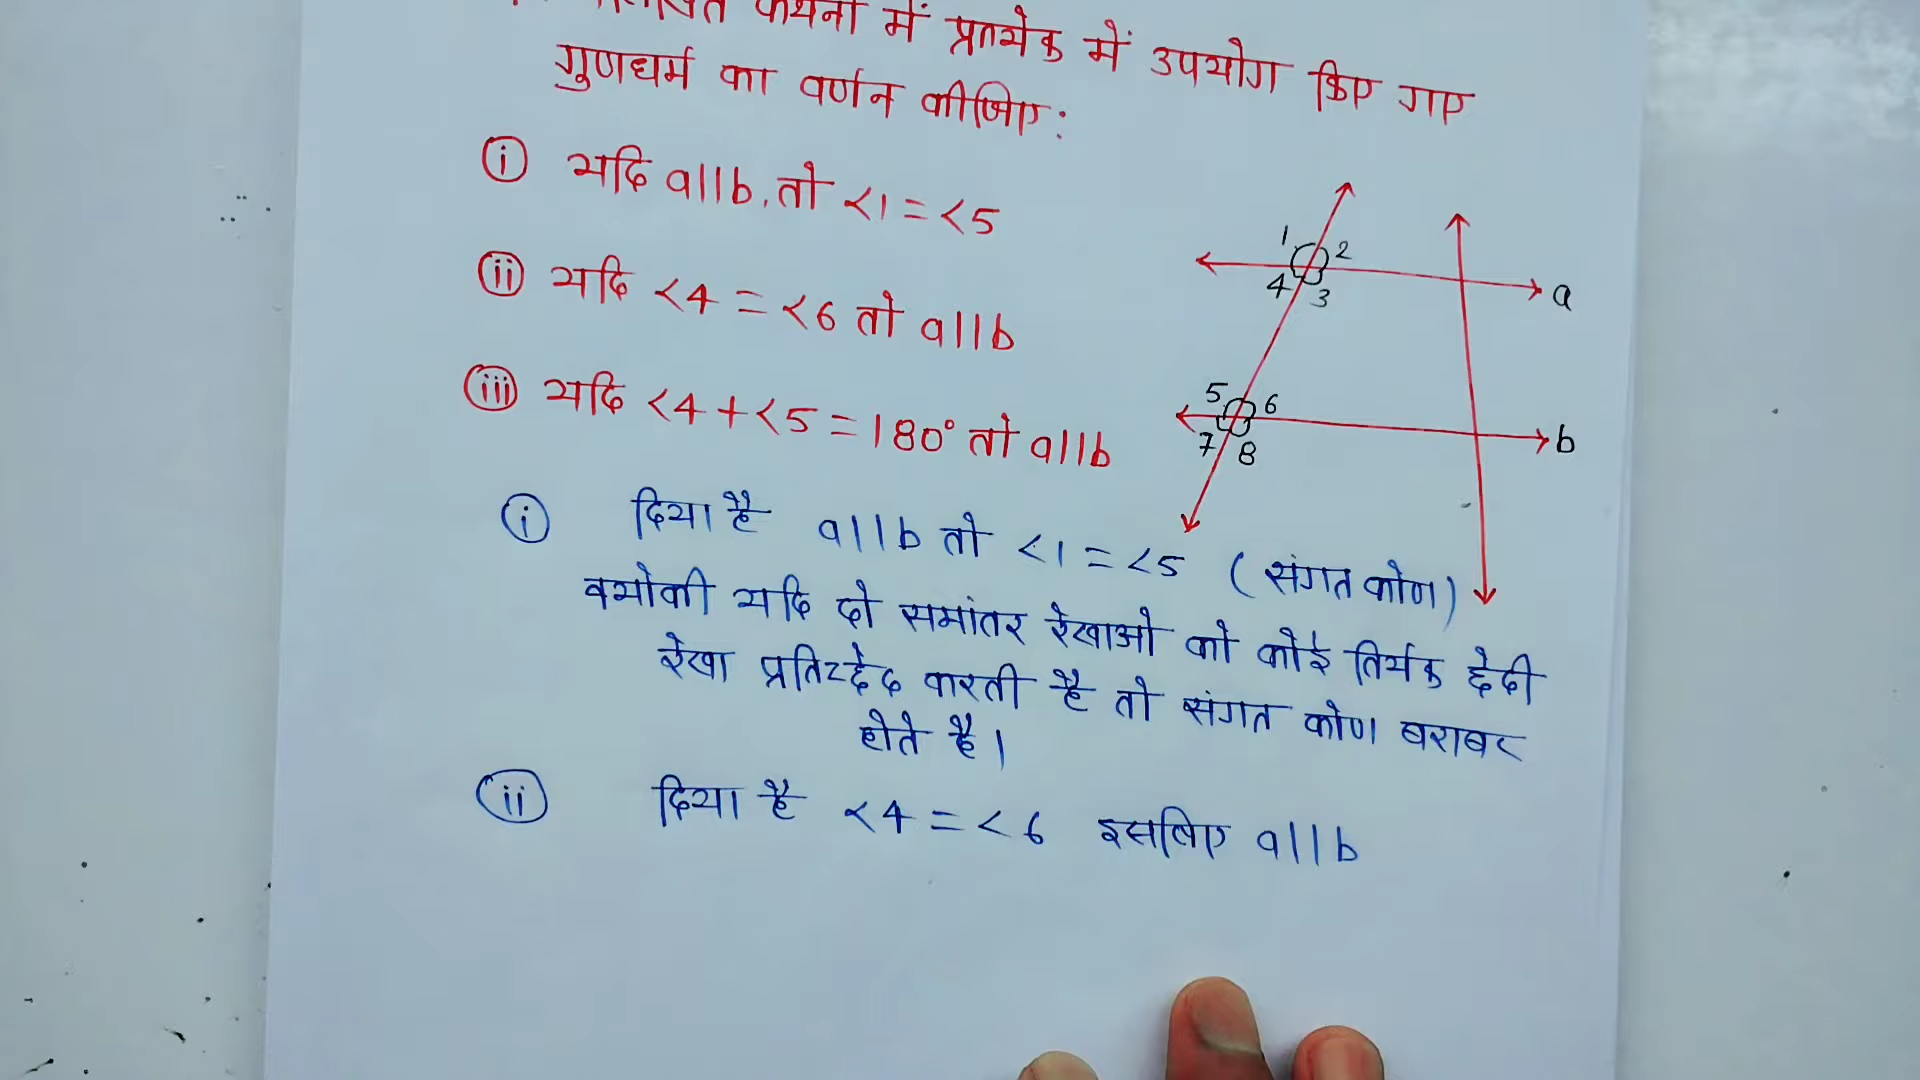 में प्रत्येक में उपयोग किए गए
गुणधर्म का वर्णन कीजिए:
(i) यदि a||b, तो <1 = <5
(ii) यदि <4 = <6 तो a||b
(iii) यदि <4 + <5 = 180° तो a||b
1 2
4 3
a
5 6
7 8
b
(i) दिया है a||b तो <1 = <5 (संगत कोण)
क्योकी यदि दो समांतर रेखाओ को कोई तिर्यक छेदी
रेखा प्रतिच्छेद करती है तो संगत कोण बराबर
होते है।
(ii) दिया है <4 = <6 इसलिए a||b